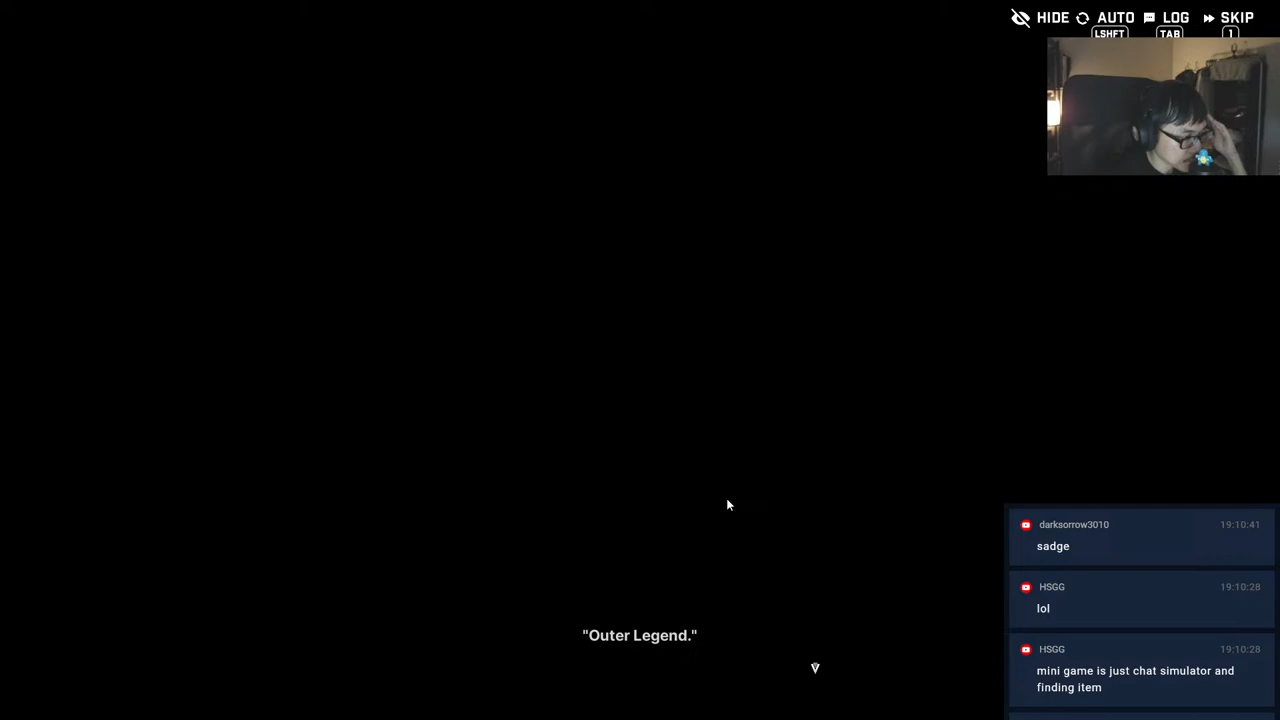 HIDE AUTO LOG SKIP
LSHFT TAB 1
darksorrow3010 19:10:41
sadge
HSGG 19:10:28
lol
HSGG 19:10:28
mini game is just chat simulator and
finding item
"Outer Legend."